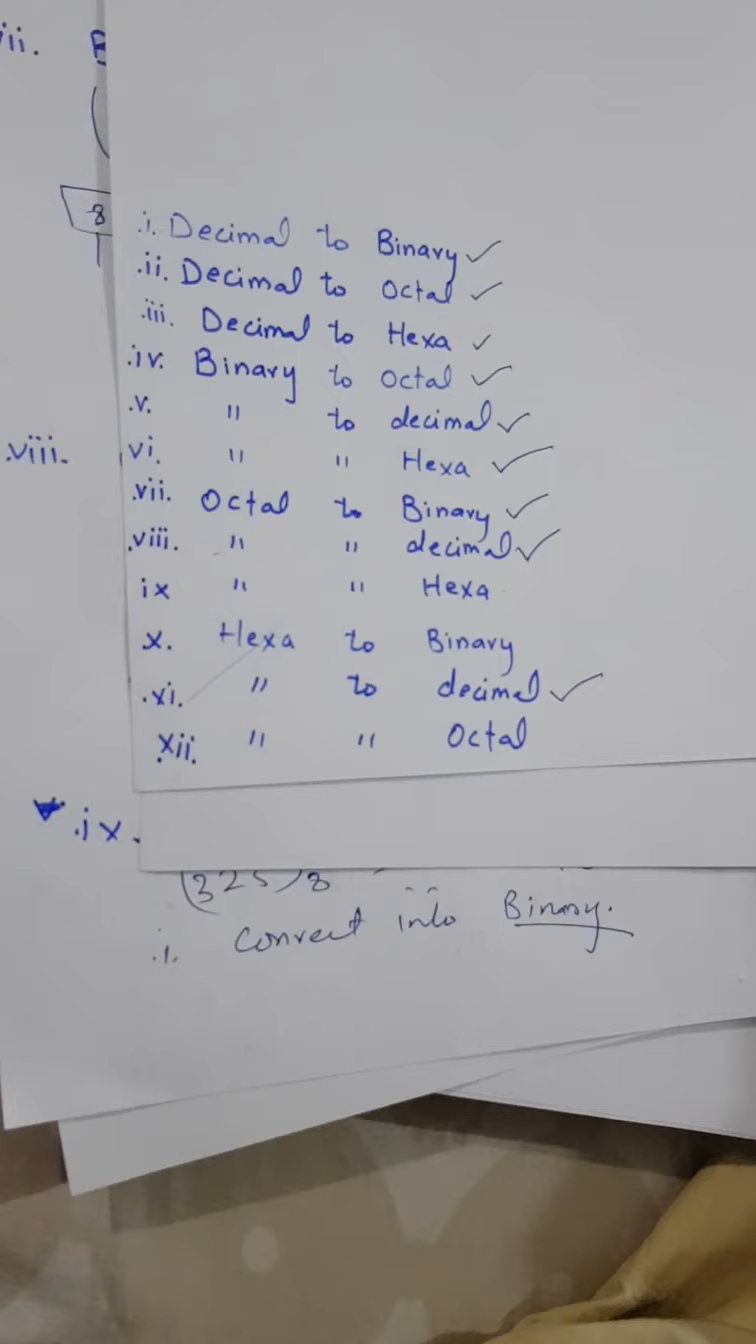 iii. B
8
.i. Decimal to Binary ✓
.ii. Decimal to Octal ✓
.iii. Decimal to Hexa ✓
.iv. Binary to Octal ✓
.v. " to decimal ✓
vi. " " Hexa ✓
.vii. Octal to Binary ✓
.viii. " " decimal ✓
ix " " Hexa
x. Hexa to Binary
.xi. " to decimal ✓
xii. " " Octal
.viii.
.ix.
(325)8
.i. Convert into Binary.